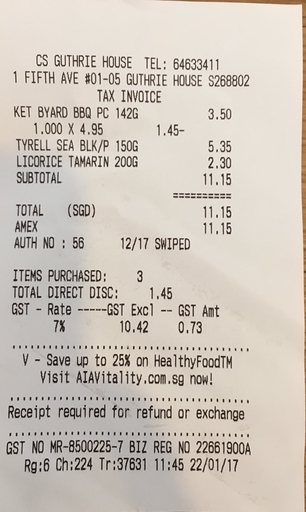 CS GUTHRIE HOUSE TEL: 64633411
1 FIFTH AVE #01-05 GUTHRIE HOUSE S268802
TAX INVOICE
KET BYARD BBQ PC 142G 3.50
1.000 X 4.95 1.45-
TYRELL SEA BLK/P 150G 5.35
LICORICE TAMARIN 200G 2.30
SUBTOTAL 11.15
==========
TOTAL (SGD) 11.15
AMEX 11.15
AUTH NO : 56 12/17 SWIPED
ITEMS PURCHASED: 3
TOTAL DIRECT DISC: 1.45
GST - Rate -----GST Excl -- GST Amt
7% 10.42 0.73
V - Save up to 25% on HealthyFoodTM
Visit AIAVitality.com.sg now!
Receipt required for refund or exchange
GST NO MR-8500225-7 BIZ REG NO 22661900A
Rg:6 Ch:224 Tr:37631 11:45 22/01/17